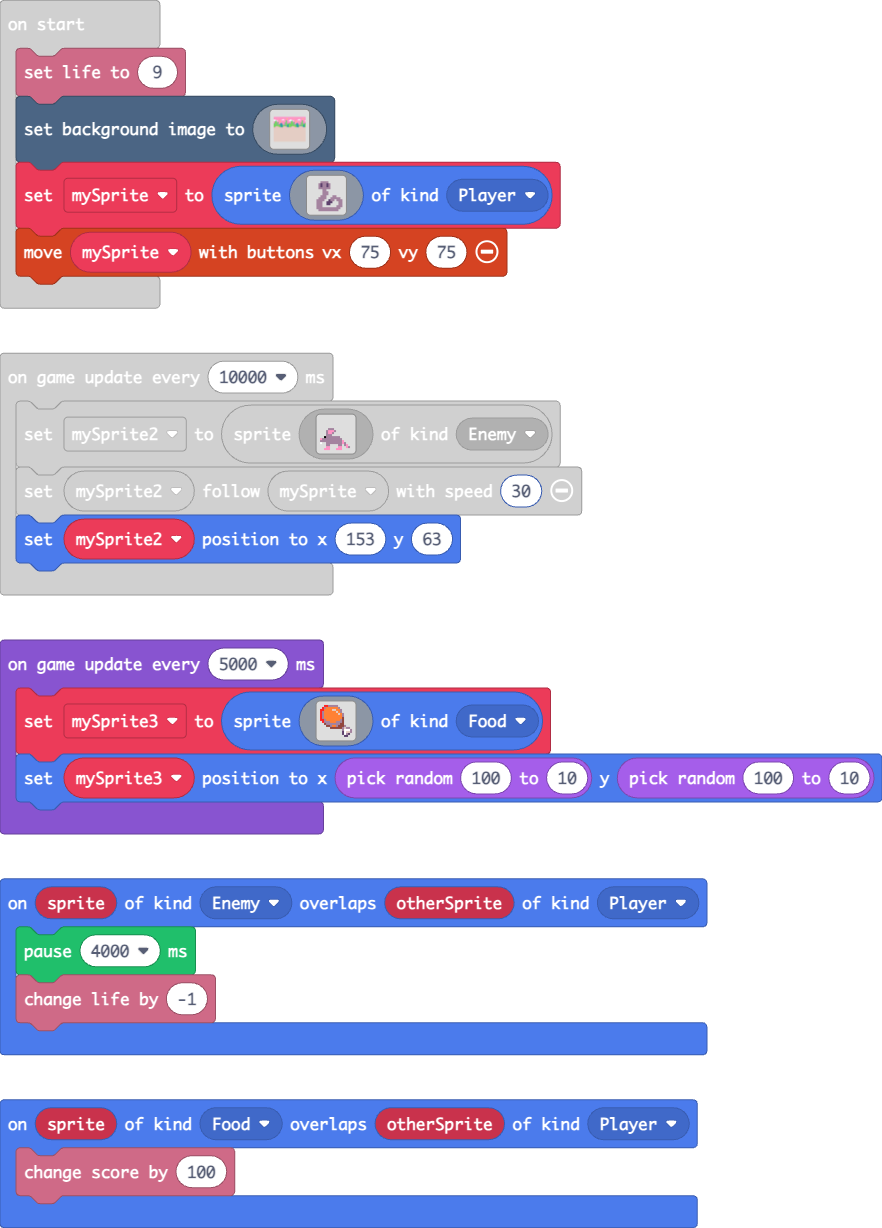 on start
set life to 9
set background image to
set mySprite to sprite of kind Player
move mySprite with buttons vx 75 vy 75
on game update every 10000 ms
set mySprite2 to sprite of kind Enemy
set mySprite2 follow mySprite with speed 30
set mySprite2 position to x 153 y 63
on game update every 5000 ms
set mySprite3 to sprite of kind Food
set mySprite3 position to x pick random 100 to 10 y pick random 100 to 10
on sprite of kind Enemy overlaps otherSprite of kind Player
pause 4000 ms
change life by -1
on sprite of kind Food overlaps otherSprite of kind Player
change score by 100